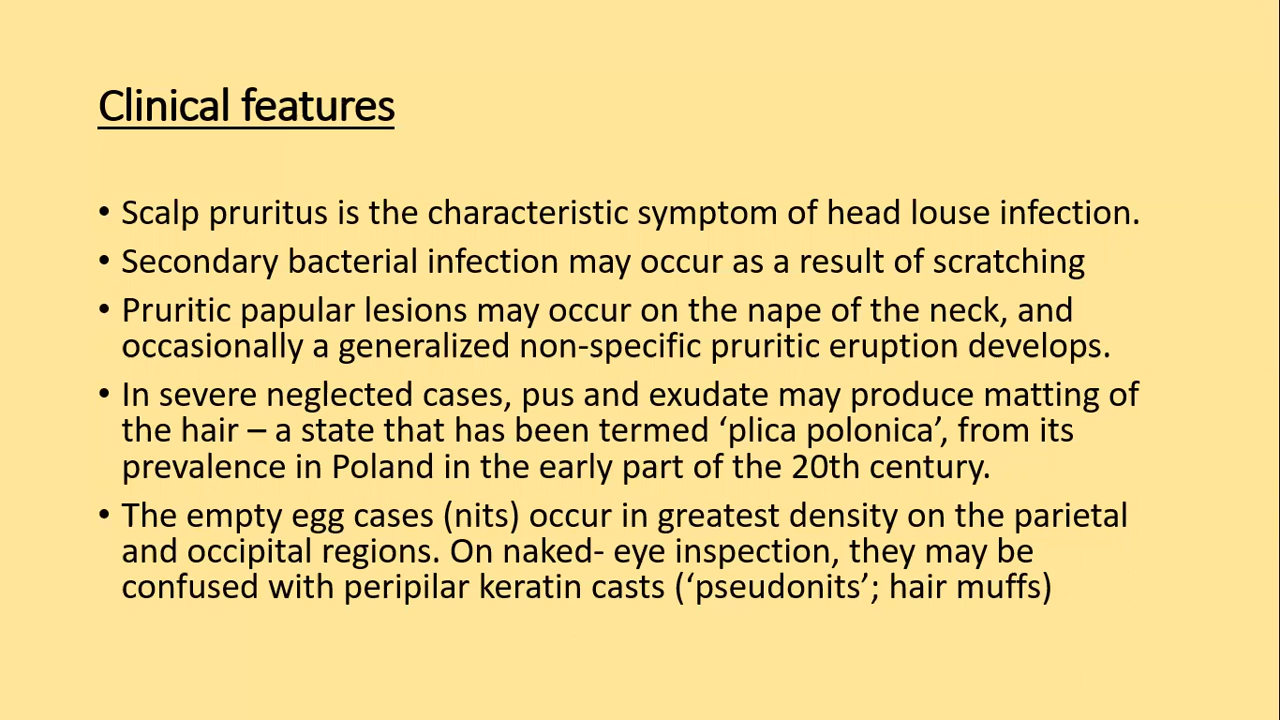 Clinical features
• Scalp pruritus is the characteristic symptom of head louse infection.
• Secondary bacterial infection may occur as a result of scratching
• Pruritic papular lesions may occur on the nape of the neck, and
occasionally a generalized non-specific pruritic eruption develops.
• In severe neglected cases, pus and exudate may produce matting of
the hair – a state that has been termed ‘plica polonica’, from its
prevalence in Poland in the early part of the 20th century.
• The empty egg cases (nits) occur in greatest density on the parietal
and occipital regions. On naked- eye inspection, they may be
confused with peripilar keratin casts (‘pseudonits’; hair muffs)